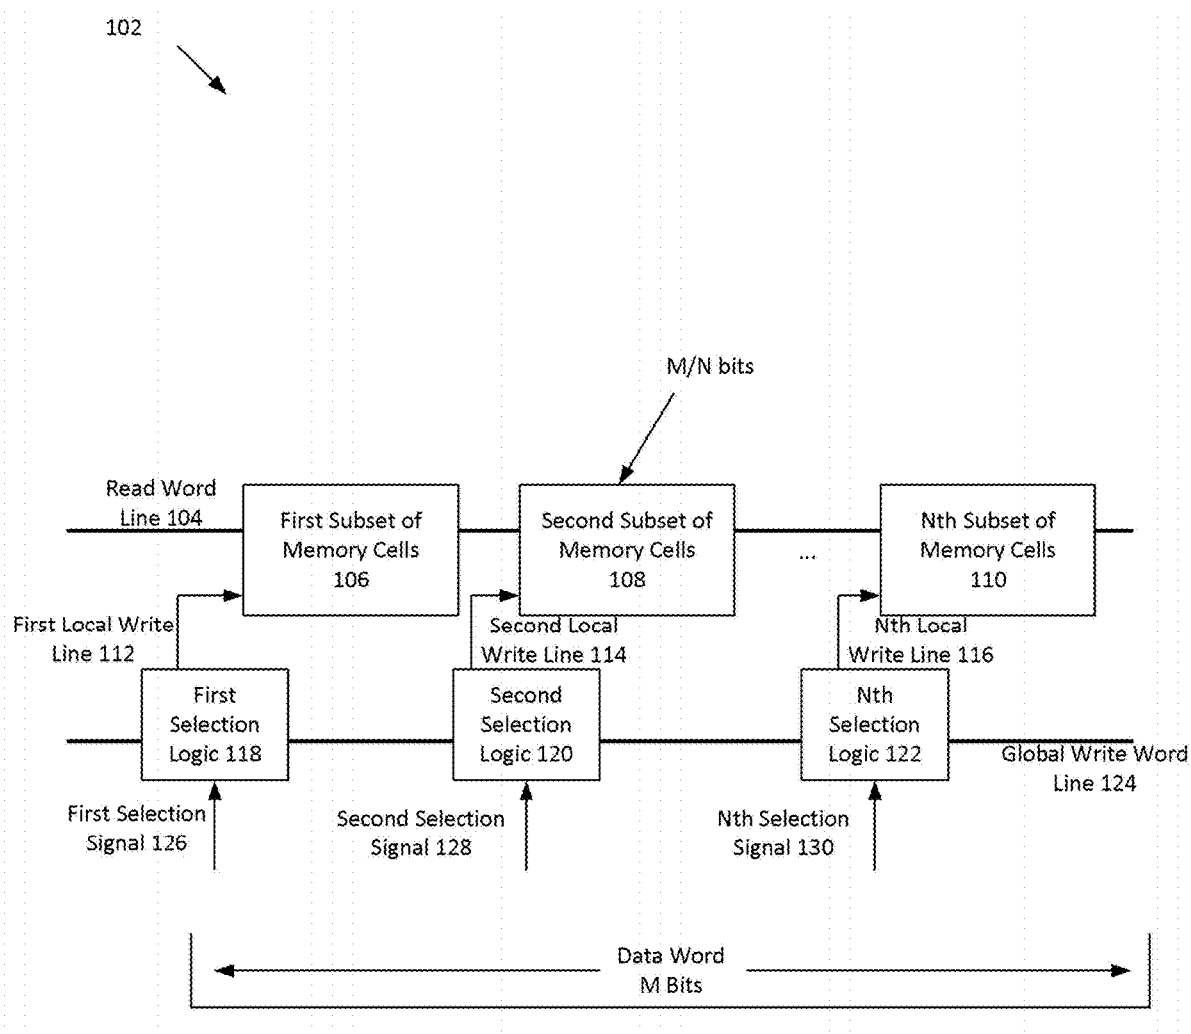 102
M/N bits
Read Word
Line 104
First Subset of
Memory Cells
106
Second Subset of
Memory Cells
108
...
Nth Subset of
Memory Cells
110
First Local Write
Line 112
Second Local
Write Line 114
Nth Local
Write Line 116
First
Selection
Logic 118
Second
Selection
Logic 120
Nth
Selection
Logic 122
Global Write Word
Line 124
First Selection
Signal 126
Second Selection
Signal 128
Nth Selection
Signal 130
Data Word
M Bits